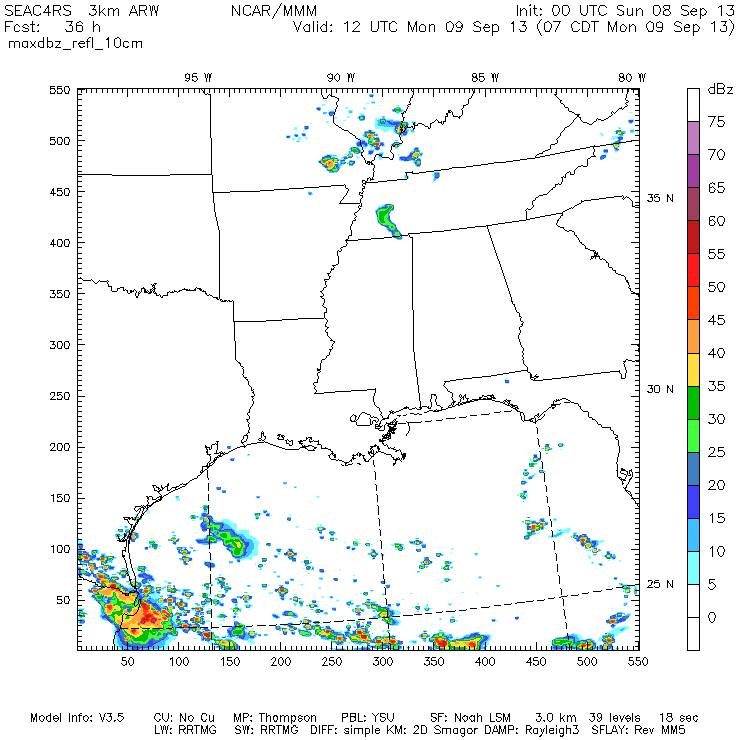 SEAC4RS 3km ARW NCAR/MMM Init: 00 UTC Sun 08 Sep 13
Fcst: 36 h Valid: 12 UTC Mon 09 Sep 13 (07 CDT Mon 09 Sep 13)
maxdbz_refl_10cm
95 W 90 W 85 W 80 W
dBz
550
75
500
70
450
65
35 N
60
400
55
350
50
45
300
40
30 N
250
35
200
30
25
150
20
15
100
10
25 N
5
50
0
50 100 150 200 250 300 350 400 450 500 550
Model Info: V3.5 CU: No Cu MP: Thompson PBL: YSU SF: Noah LSM 3.0 km 39 levels 18 sec
LW: RRTMG SW: RRTMG DIFF: simple KM: 2D Smagor DAMP: Rayleigh3 SFLAY: Rev MM5